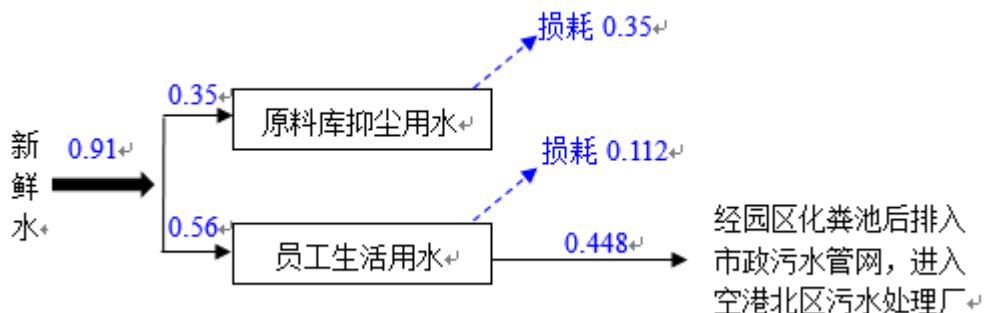 损耗 0.35
0.35
原料库抑尘用水
新
鲜
水
0.91
损耗 0.112
0.56
员工生活用水
0.448
经园区化粪池后排入
市政污水管网，进入
空港北区污水处理厂